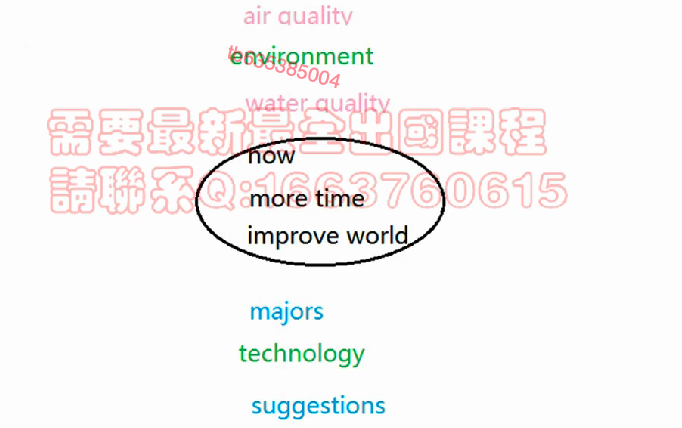 air quality
environment
635385004
water quality
需要最新最全出國課程
now
請聯系Q:1663760615
more time
improve world
majors
technology
suggestions